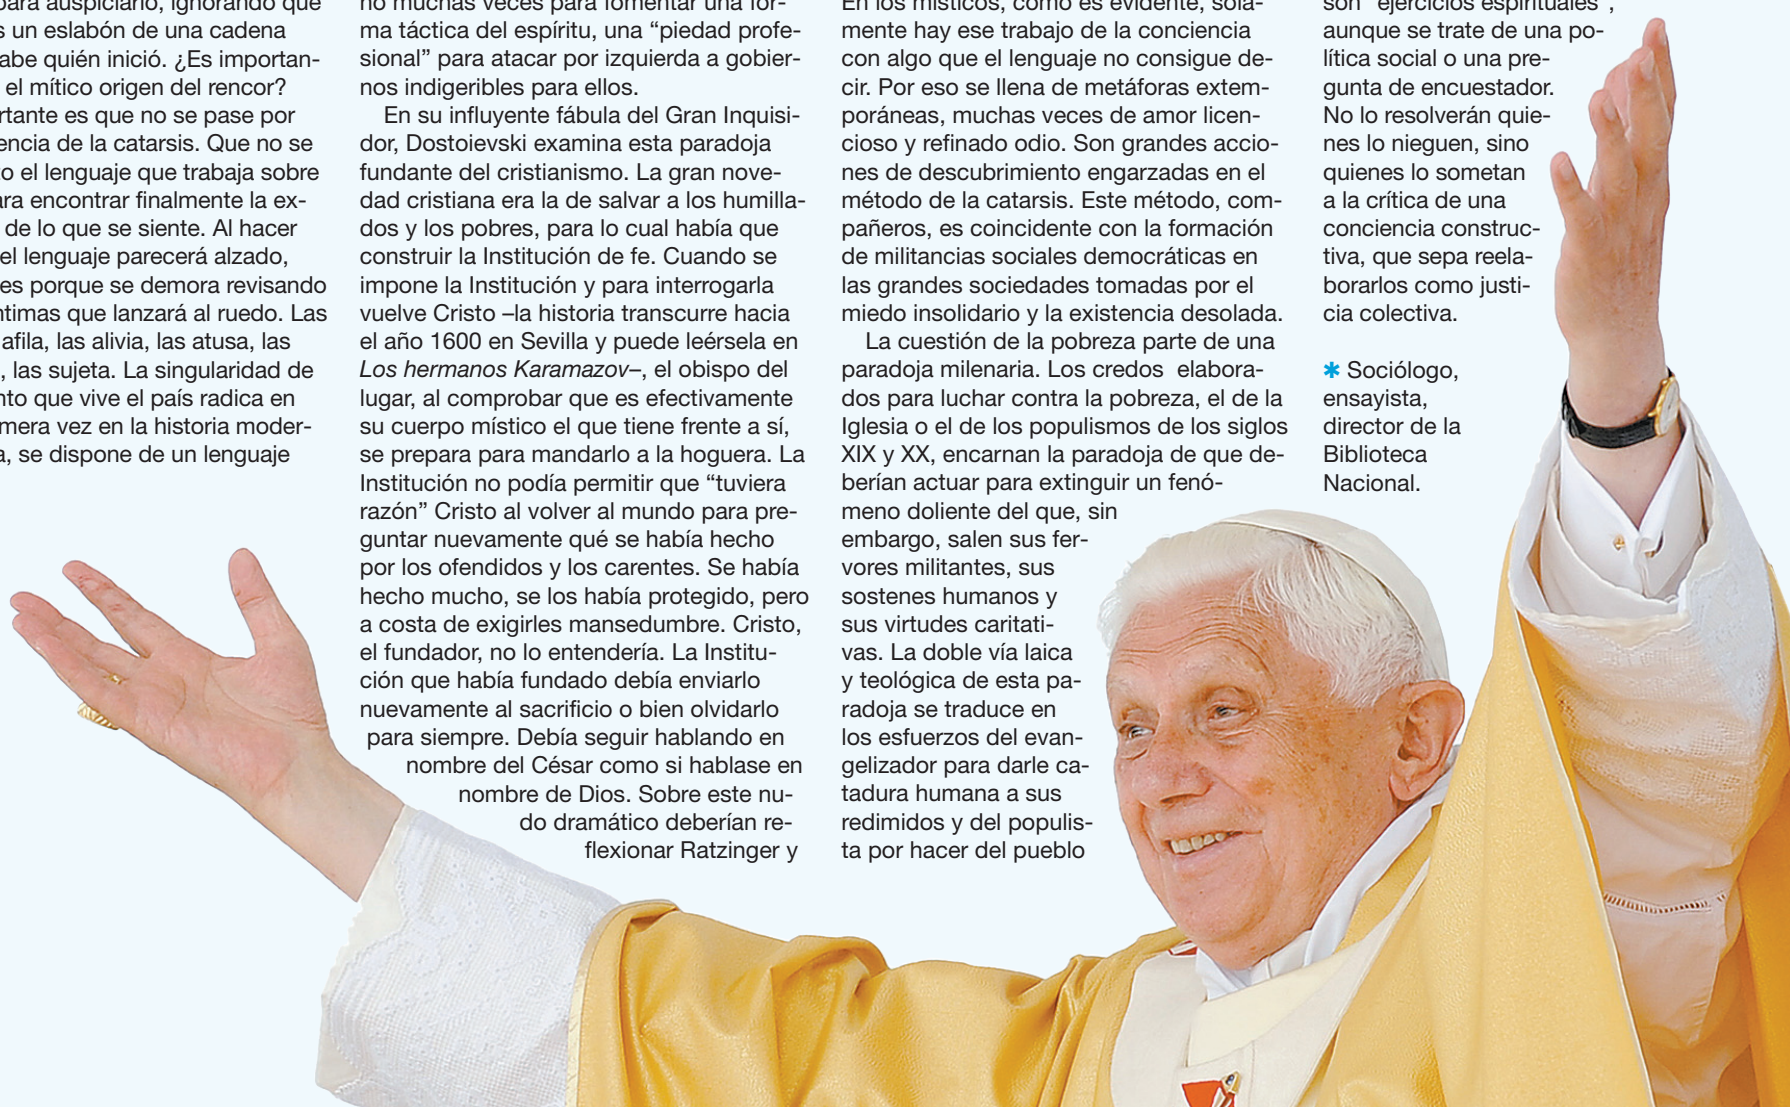 para auspiciarlo, ignorando que
un eslabón de una cadena
quién inició. ¿Es importan-
el mítico origen del rencor?
es que no se pase por
de la catarsis. Que no se
el lenguaje que trabaja sobre
encontrar finalmente la ex-
de lo que se siente. Al hacer
el lenguaje parecerá alzado,
es porque se demora revisando
que lanzará al ruedo. Las
afila, las alivia, las atusa, las
, las sujeta. La singularidad de
que vive el país radica en
vez en la historia moder-
, se dispone de un lenguaje
no muchas veces para fomentar una for-
ma táctica del espíritu, una “piedad profe-
sional” para atacar por izquierda a gobier-
nos indigeribles para ellos.
En su influyente fábula del Gran Inquisi-
dor, Dostoievski examina esta paradoja
fundante del cristianismo. La gran nove-
dad cristiana era la de salvar a los humilla-
dos y los pobres, para lo cual había que
construir la Institución de fe. Cuando se
impone la Institución y para interrogarla
vuelve Cristo –la historia transcurre hacia
el año 1600 en Sevilla y puede leérsela en
Los hermanos Karamazov–, el obispo del
lugar, al comprobar que es efectivamente
su cuerpo místico el que tiene frente a sí,
se prepara para mandarlo a la hoguera. La
Institución no podía permitir que “tuviera
razón” Cristo al volver al mundo para pre-
guntar nuevamente qué se había hecho
por los ofendidos y los carentes. Se había
hecho mucho, se los había protegido, pero
a costa de exigirles mansedumbre. Cristo,
el fundador, no lo entendería. La Institu-
ción que había fundado debía enviarlo
nuevamente al sacrificio o bien olvidarlo
para siempre. Debía seguir hablando en
nombre del César como si hablase en
nombre de Dios. Sobre este nu-
do dramático deberían re-
flexionar Ratzinger y
En los místicos, como es evidente, sola-
mente hay ese trabajo de la conciencia
con algo que el lenguaje no consigue de-
cir. Por eso se llena de metáforas extem-
poráneas, muchas veces de amor licen-
cioso y refinado odio. Son grandes accio-
nes de descubrimiento engarzadas en el
método de la catarsis. Este método, com-
pañeros, es coincidente con la formación
de militancias sociales democráticas en
las grandes sociedades tomadas por el
miedo insolidario y la existencia desolada.
La cuestión de la pobreza parte de una
paradoja milenaria. Los credos elabora-
dos para luchar contra la pobreza, el de la
Iglesia o el de los populismos de los siglos
XIX y XX, encarnan la paradoja de que de-
berían actuar para extinguir un fenó-
meno doliente del que, sin
embargo, salen sus fer-
vores militantes, sus
sostenes humanos y
sus virtudes caritati-
vas. La doble vía laica
y teológica de esta pa-
radoja se traduce en
los esfuerzos del evan-
gelizador para darle ca-
tadura humana a sus
redimidos y del populis-
ta por hacer del pueblo
son “ejercicios espirituales”,
aunque se trate de una po-
lítica social o una pre-
gunta de encuestador.
No lo resolverán quie-
nes lo nieguen, sino
quienes lo sometan
a la crítica de una
conciencia construc-
tiva, que sepa reela-
borarlos como justi-
cia colectiva.
✱ Sociólogo,
ensayista,
director de la
Biblioteca
Nacional.